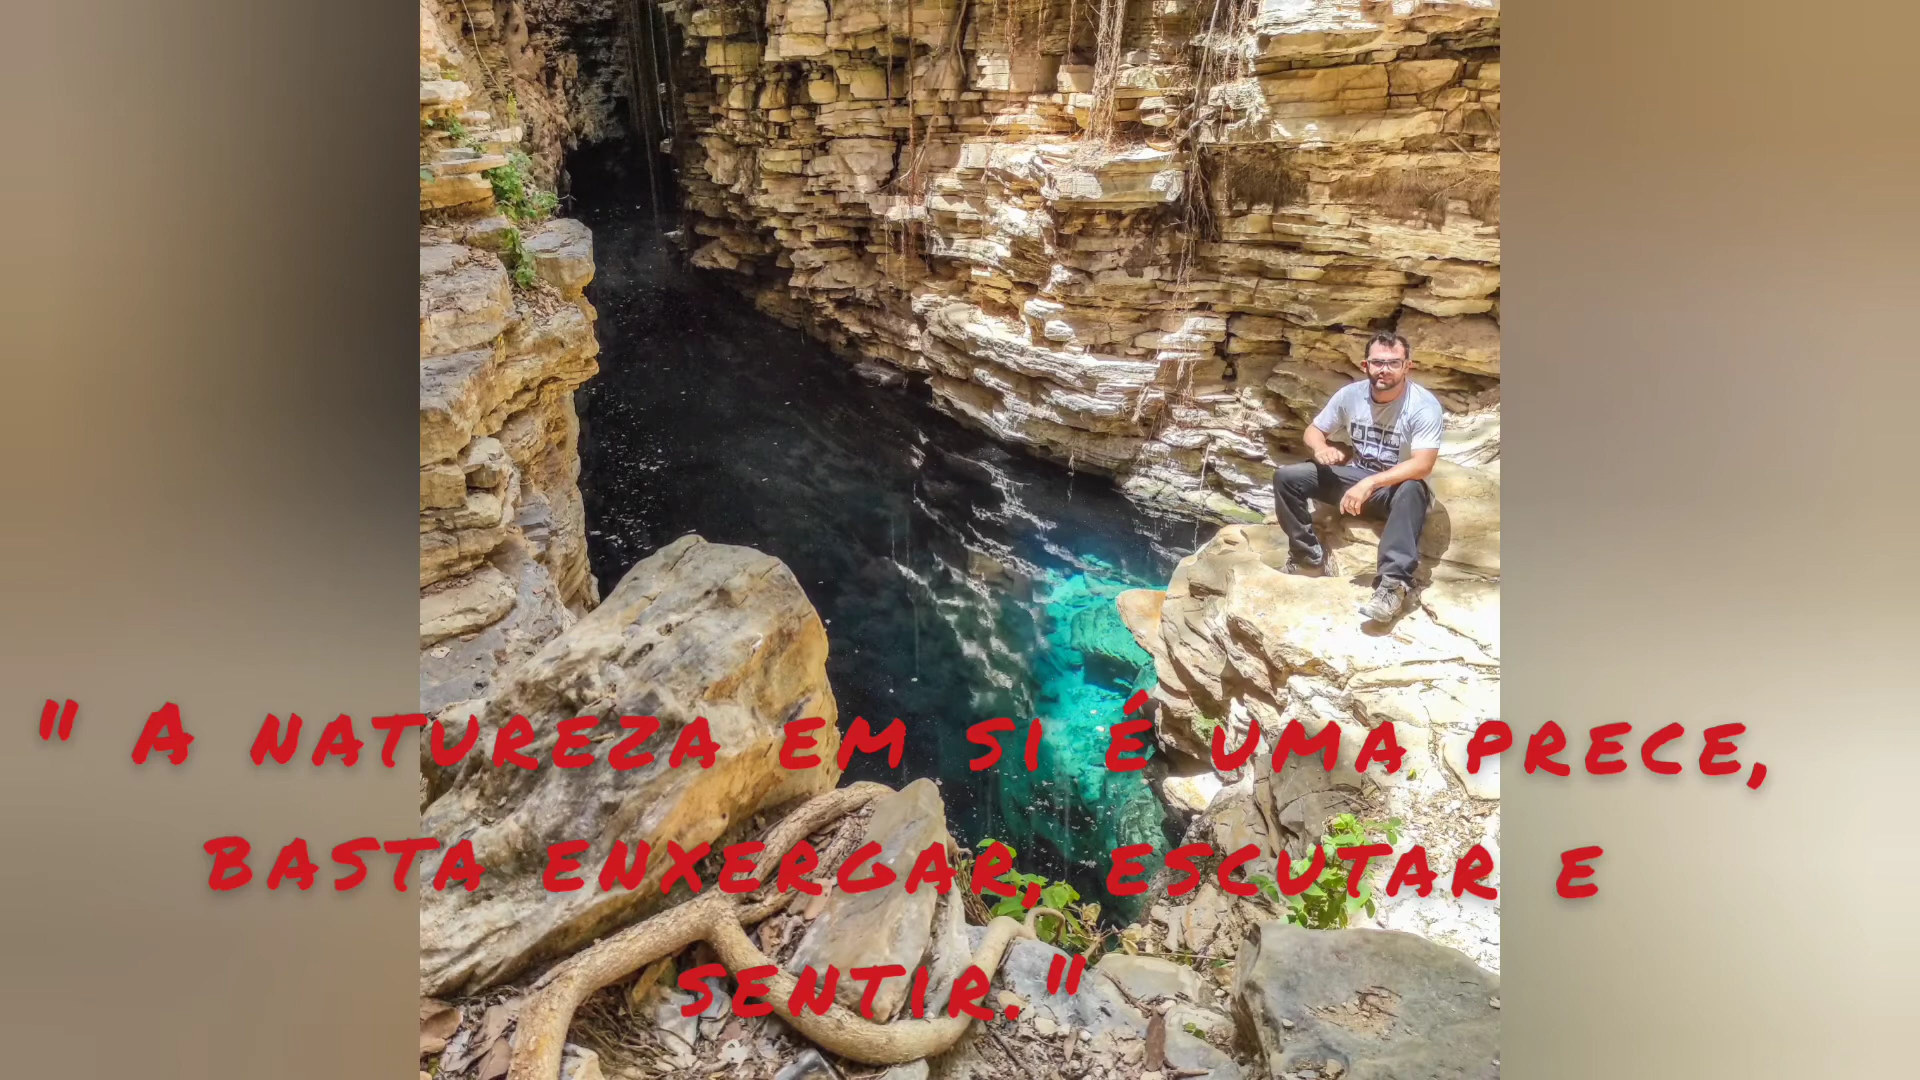 " A NATUREZA EM SI É UMA PRECE,
BASTA ENXERGAR, ESCUTAR E
SENTIR."